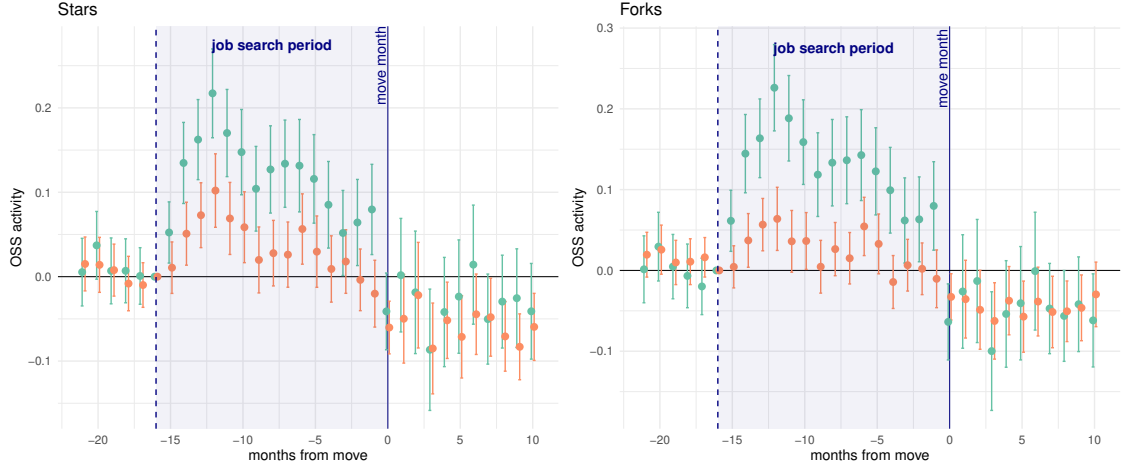 Stars
job search period
move month
OSS activity
0.2
0.1
0.0
−0.1
−20
−15
−10
−5
0
5
10
months from move
Forks
job search period
move month
OSS activity
0.3
0.2
0.1
0.0
−0.1
−20
−15
−10
−5
0
5
10
months from move